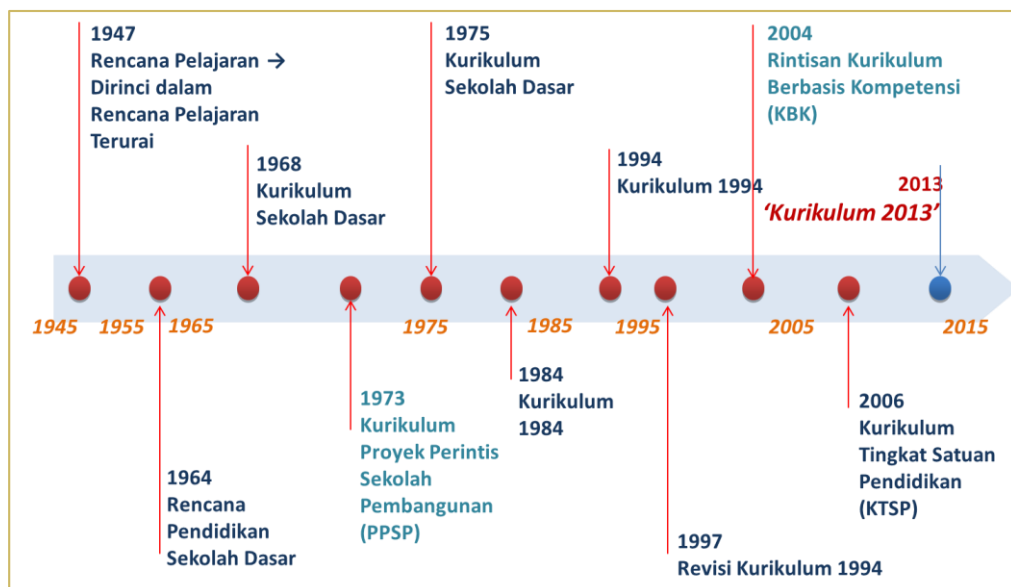 1947
Rencana Pelajaran →
Dirinci dalam
Rencana Pelajaran
Terurai
1975
Kurikulum
Sekolah Dasar
2004
Rintisan Kurikulum
Berbasis Kompetensi
(KBK)
1968
Kurikulum
Sekolah Dasar
1994
Kurikulum 1994
2013
‘Kurikulum 2013’
1945
1955
1965
1975
1985
1995
2005
2015
1964
Rencana
Pendidikan
Sekolah Dasar
1973
Kurikulum
Proyek Perintis
Sekolah
Pembangunan
(PPSP)
1984
Kurikulum
1984
1997
Revisi Kurikulum 1994
2006
Kurikulum
Tingkat Satuan
Pendidikan
(KTSP)